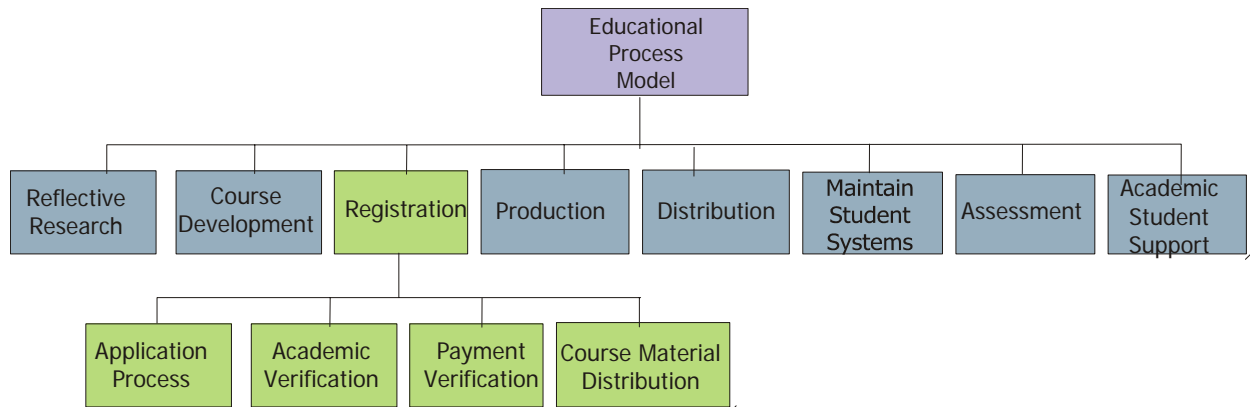 Educational
Process
Model
Reflective
Research
Course
Development
Registration
Production
Distribution
Maintain
Student
Systems
Assessment
Academic
Student
Support
Application
Process
Academic
Verification
Payment
Verification
Course Material
Distribution